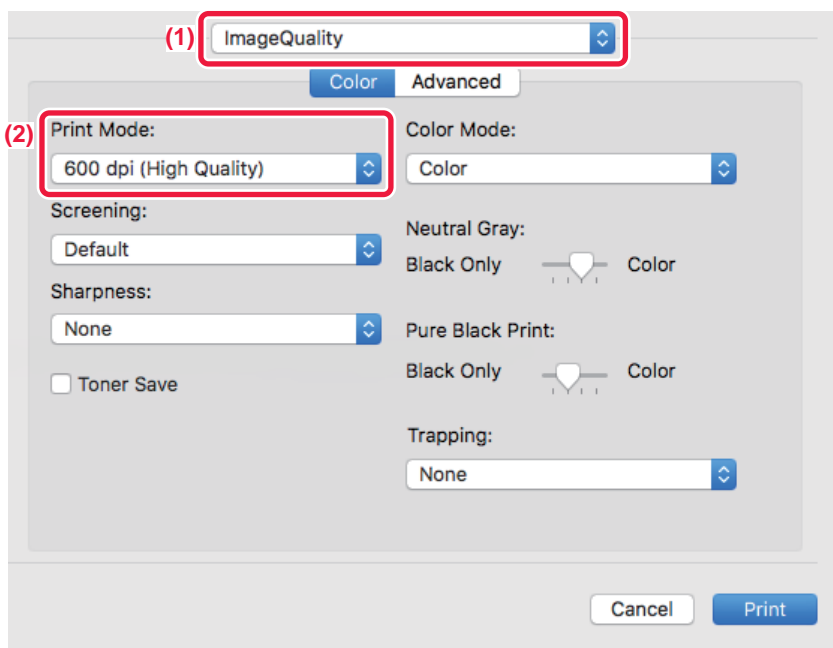 (1) ImageQuality
Color Advanced
(2) Print Mode:
600 dpi (High Quality)
Screening:
Default
Sharpness:
None
Toner Save
Color Mode:
Color
Neutral Gray:
Black Only Color
Pure Black Print:
Black Only Color
Trapping:
None
Cancel Print